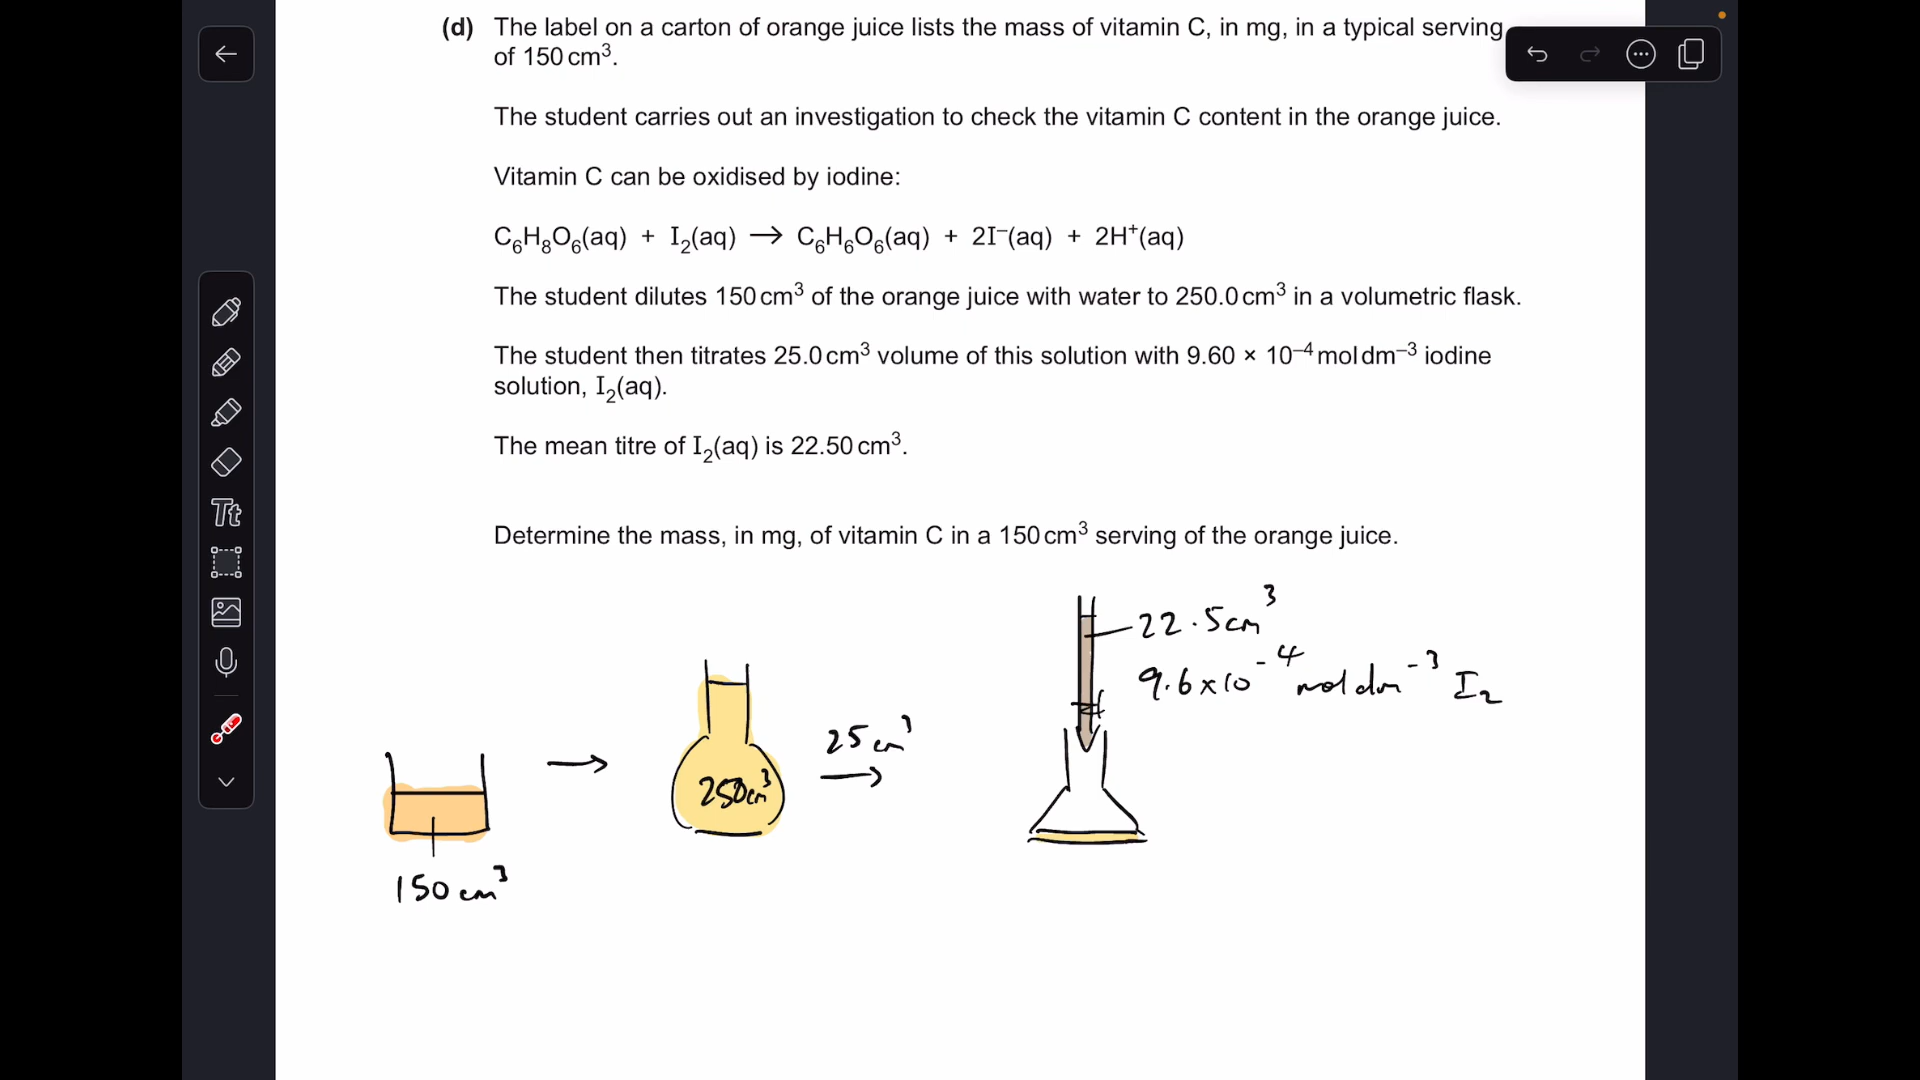 (d) The label on a carton of orange juice lists the mass of vitamin C, in mg, in a typical serving
of 150 cm³.
The student carries out an investigation to check the vitamin C content in the orange juice.
Vitamin C can be oxidised by iodine:
C₆H₈O₆(aq) + I₂(aq) → C₆H₆O₆(aq) + 2I⁻(aq) + 2H⁺(aq)
The student dilutes 150 cm³ of the orange juice with water to 250.0 cm³ in a volumetric flask.
The student then titrates 25.0 cm³ volume of this solution with 9.60 × 10⁻⁴ mol dm⁻³ iodine
solution, I₂(aq).
The mean titre of I₂(aq) is 22.50 cm³.
Determine the mass, in mg, of vitamin C in a 150 cm³ serving of the orange juice.
22.5cm³
9.6×10⁻⁴ mol dm⁻³ I₂
25 cm³
250cm³
150 cm³
Tt